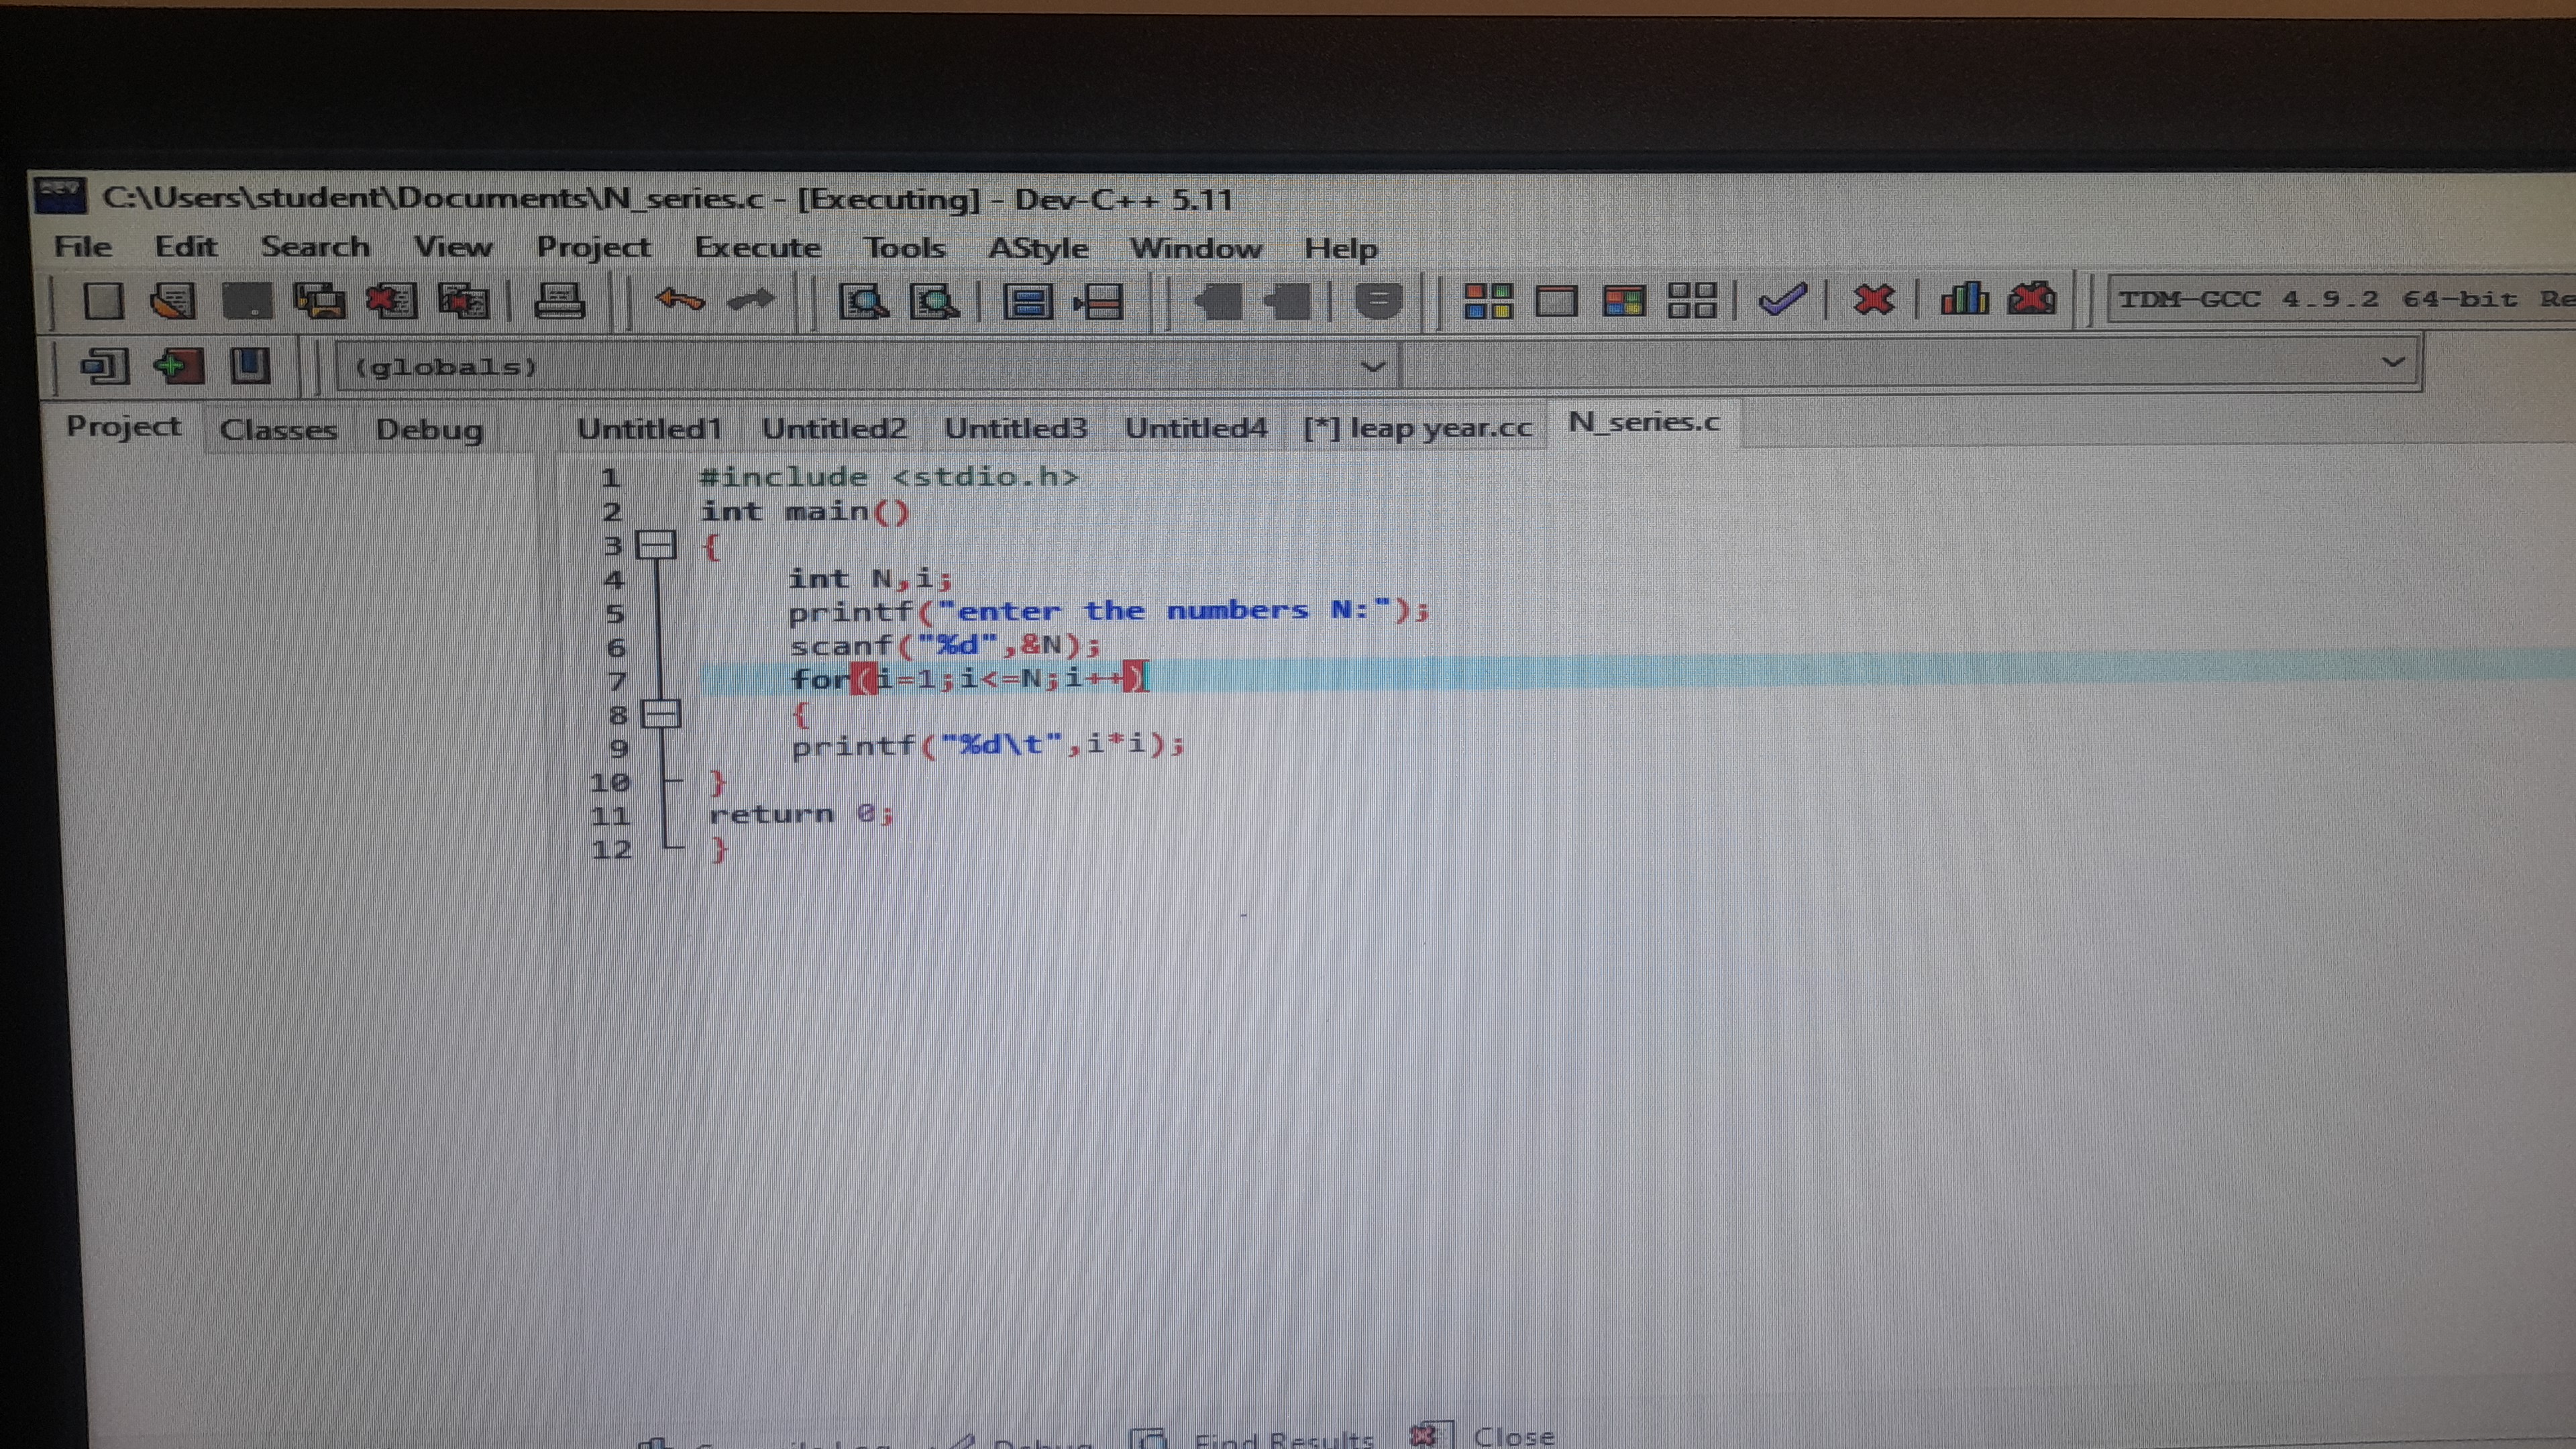 C:\Users\student\Documents\N_series.c - [Executing] - Dev-C++ 5.11
File Edit Search View Project Execute Tools AStyle Window Help
TDM-GCC 4.9.2 64-bit
(globals)
Project Classes Debug Untitled1 Untitled2 Untitled3 Untitled4 [*] leap year.cc N_series.c
1 #include <stdio.h>
2 int main()
3 {
4 int N,i;
5 printf("enter the numbers N:");
6 scanf("%d",&N);
7 for(i=1;i<=N;i++)
8 {
9 printf("%d\t",i*i);
10 }
11 return 0;
12 }
Find Results Close